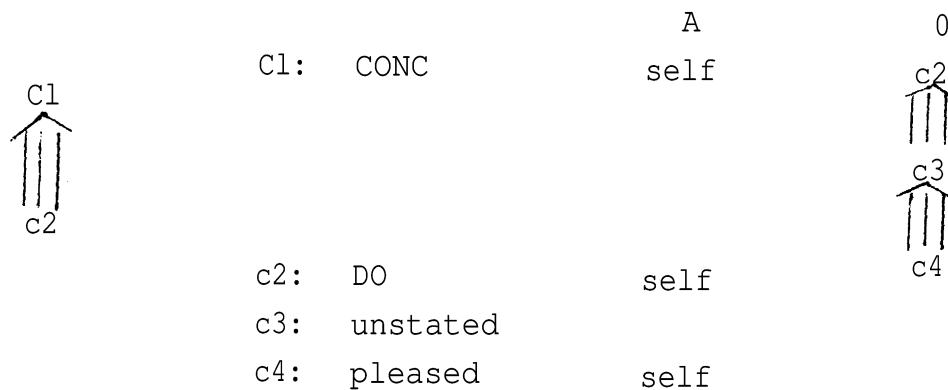 A 0
C1: CONC self c2
C1
c3
c2
c4
c2: DO self
c3: unstated
c4: pleased self